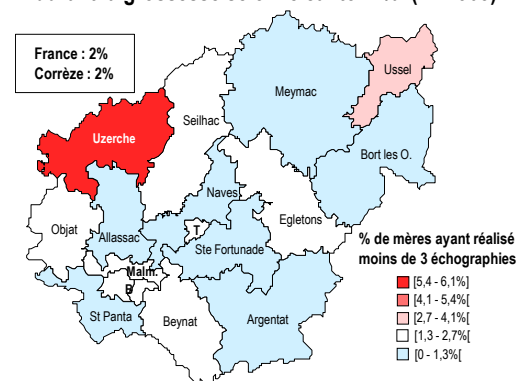 France : 2%
Corrèze : 2%
Ussel
Meymac
Seilhac
Uzerche
Bort les O.
Naves
Egletons
Objat
Allassac
T
Ste Fortunade
Malm.
B
St Panta
Beynat
Argentat
% de mères ayant réalisé
moins de 3 échographies
[5,4 - 6,1%]
[4,1 - 5,4%[
[2,7 - 4,1%[
[1,3 - 2,7%[
[0 - 1,3%[